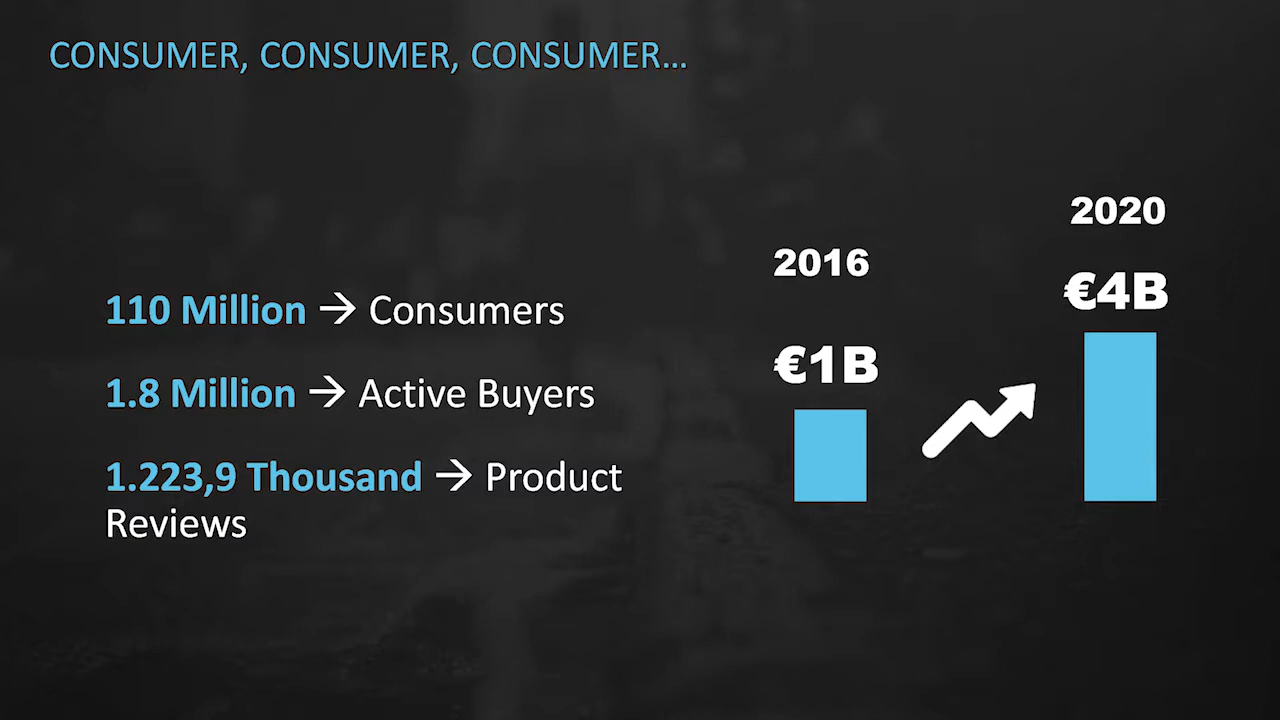 CONSUMER, CONSUMER, CONSUMER…
110 Million → Consumers
1.8 Million → Active Buyers
1.223,9 Thousand → Product
Reviews
2016
€1B
2020
€4B